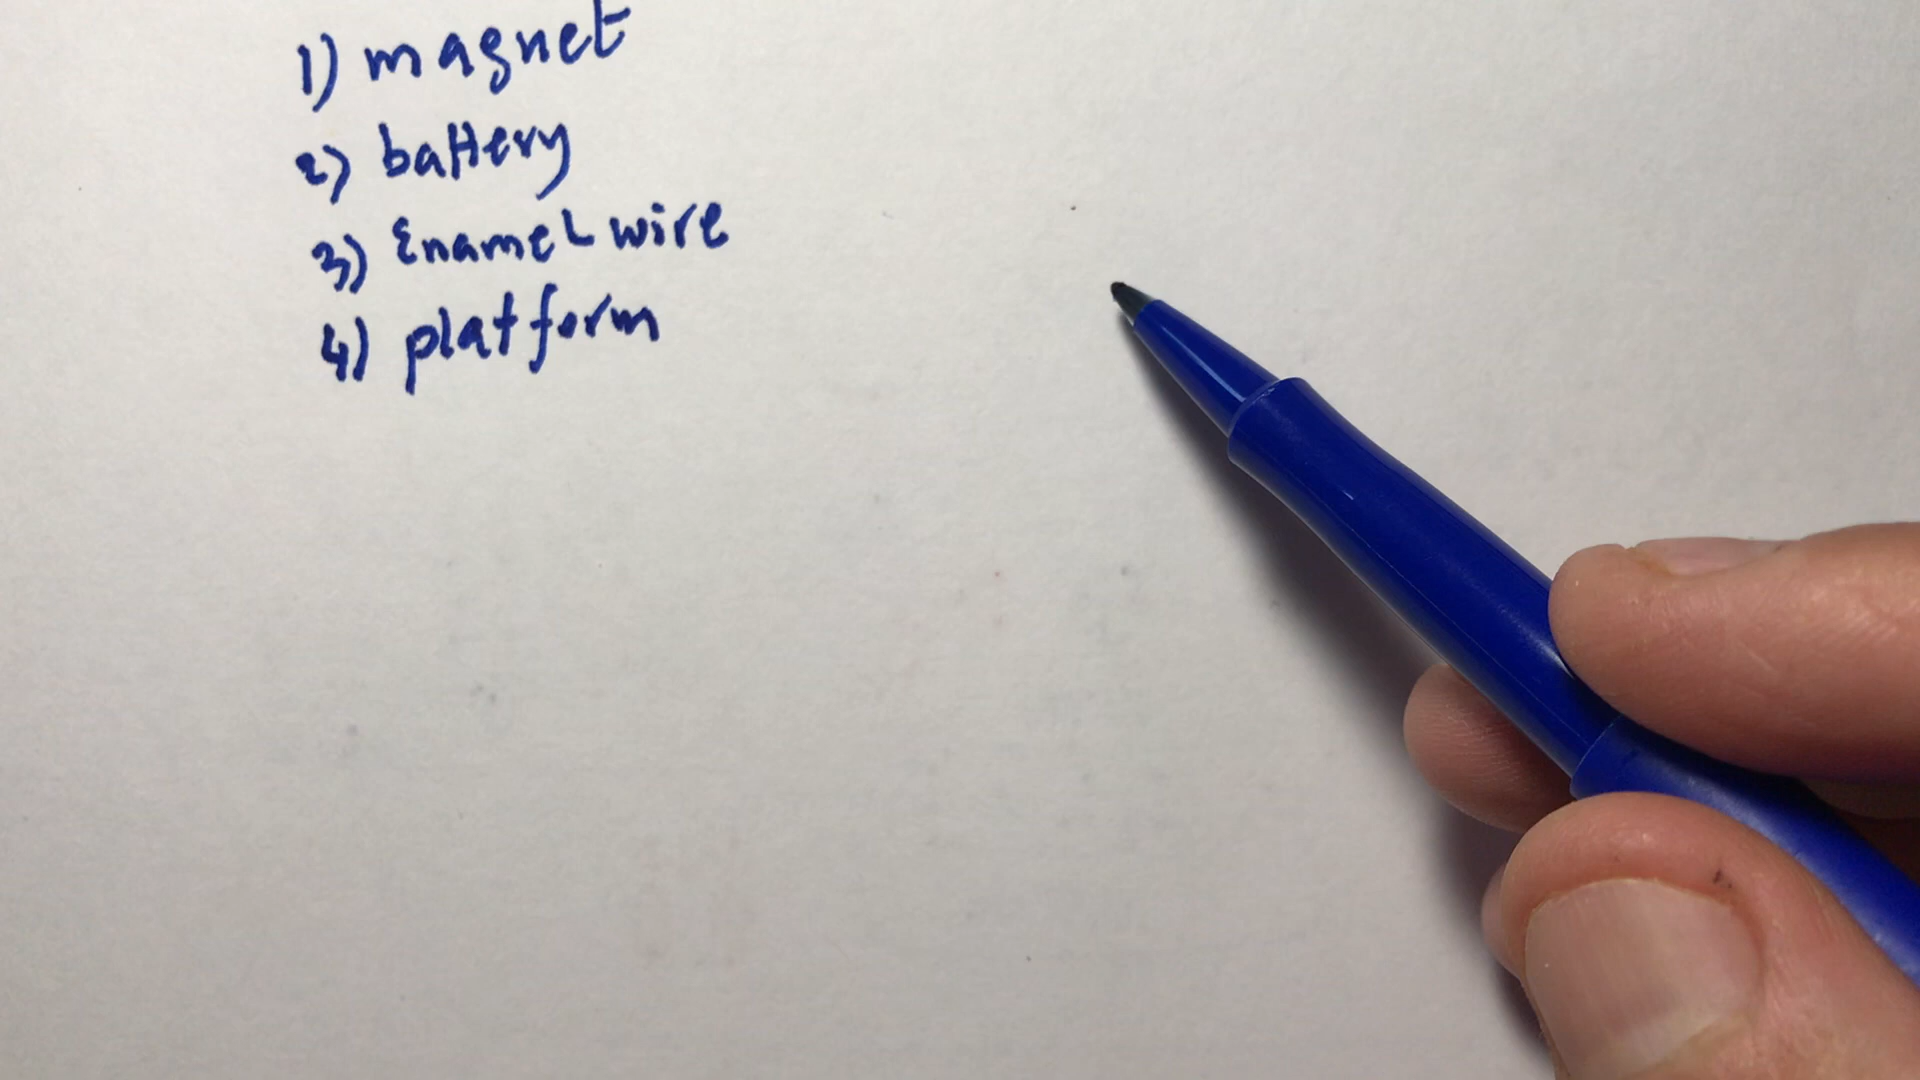 1) magnet
2) battery
3) Enamel wire
4) platform